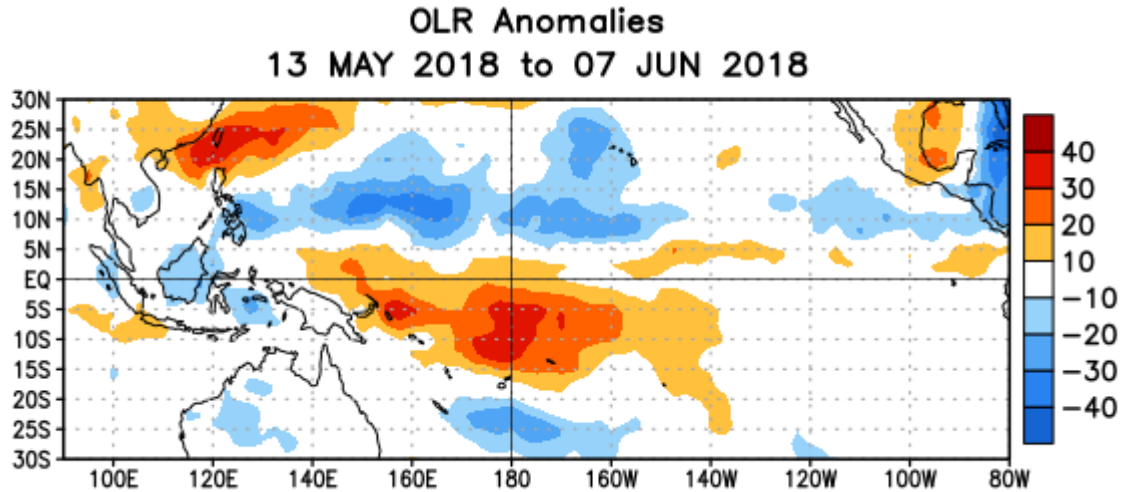 OLR Anomalies
13 MAY 2018 to 07 JUN 2018
30N
25N
20N
15N
10N
5N
EQ
5S
10S
15S
20S
25S
30S
100E 120E 140E 160E 180 160W 140W 120W 100W 80W
40
30
20
10
-10
-20
-30
-40